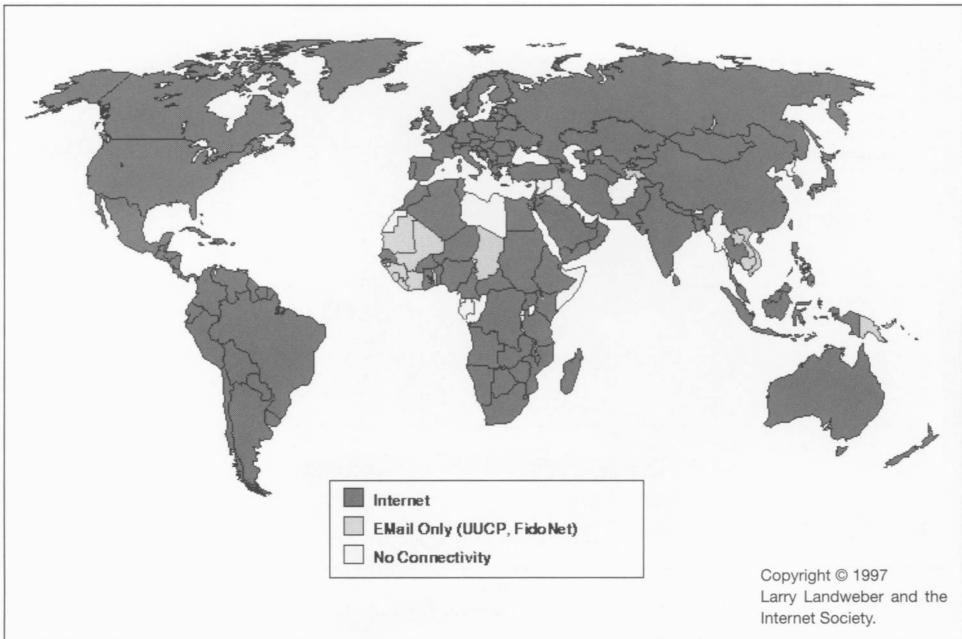 Internet
EMail Only (UUCP, FidoNet)
No Connectivity
Copyright © 1997
Larry Landweber and the
Internet Society.